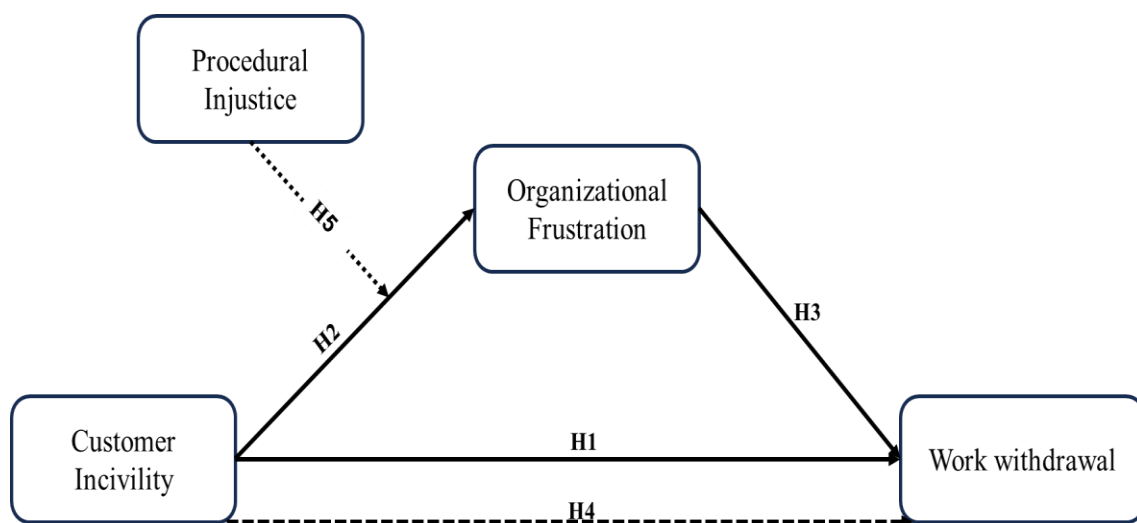 Procedural
Injustice
Organizational
Frustration
H5
H2
H3
Customer
Incivility
H1
Work withdrawal
H4